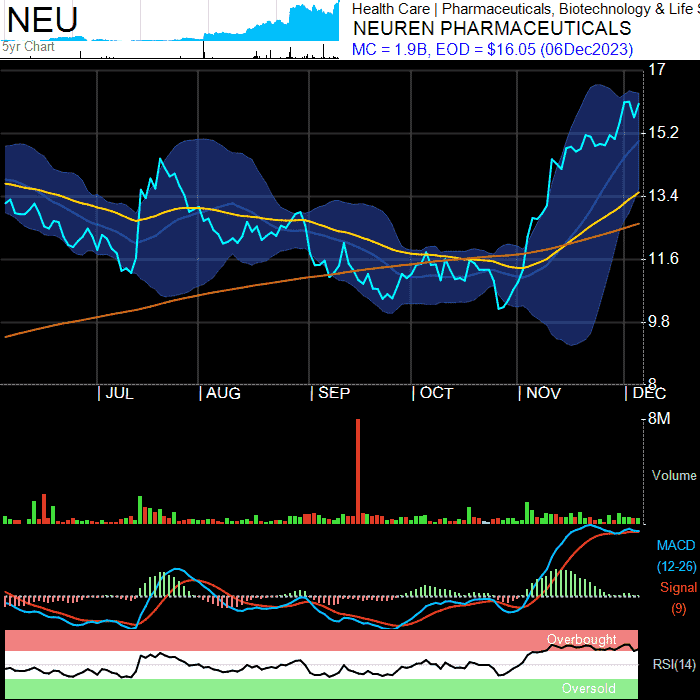 NEU
5yr Chart
Health Care | Pharmaceuticals, Biotechnology & Life S
NEUREN PHARMACEUTICALS
MC = 1.9B, EOD = $16.05 (06Dec2023)
17
15.2
13.4
11.6
9.8
8
| JUL | AUG | SEP | OCT | NOV | DEC
8M
Volume
MACD
(12-26)
Signal
(9)
Overbought
RSI(14)
Oversold